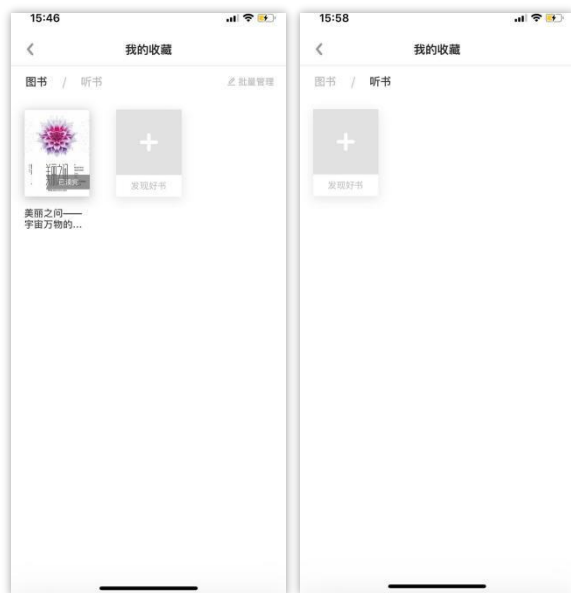 15:46
我的收藏
图书 / 听书
批量管理
发现好书
美丽之间——
宇宙万物的...
15:58
我的收藏
图书 / 听书
发现好书